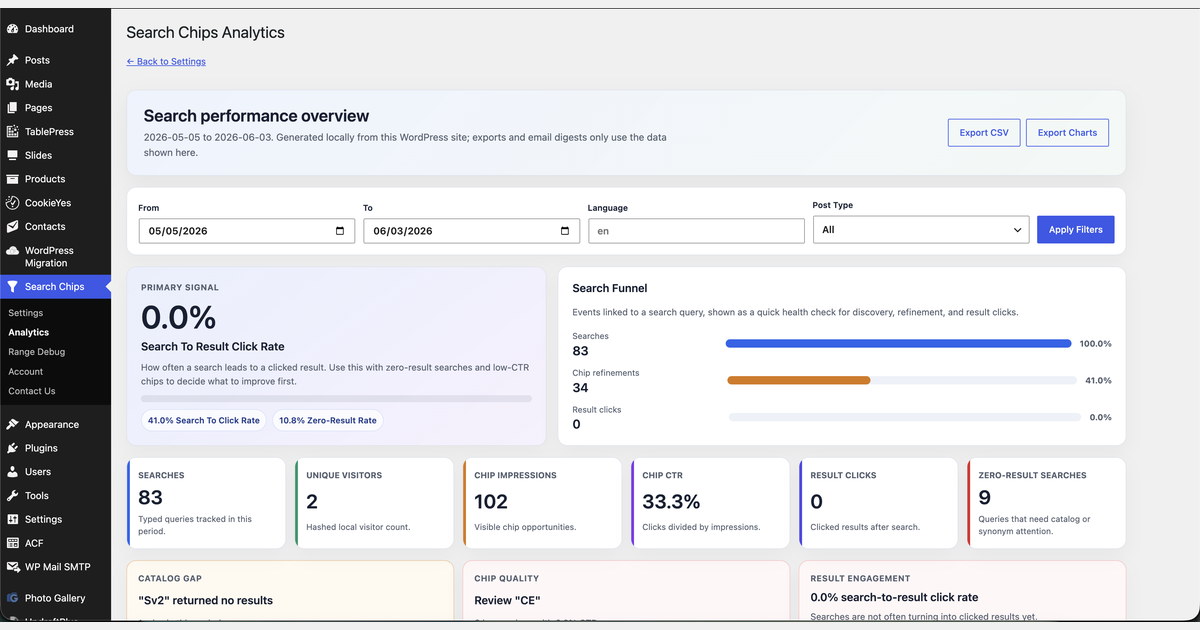 Dashboard
Posts
Media
Pages
TablePress
Slides
Products
CookieYes
Contacts
WordPress
Migration
Search Chips
Settings
Analytics
Range Debug
Account
Contact Us
Appearance
Plugins
Users
Tools
Settings
ACF
WP Mail SMTP
Photo Gallery
Search Chips Analytics
← Back to Settings
Search performance overview
2026-05-05 to 2026-06-03. Generated locally from this WordPress site; exports and email digests only use the data
shown here.
Export CSV
Export Charts
From
To
Language
Post Type
05/05/2026
06/03/2026
en
All
Apply Filters
PRIMARY SIGNAL
0.0%
Search To Result Click Rate
How often a search leads to a clicked result. Use this with zero-result searches and low-CTR
chips to decide what to improve first.
41.0% Search To Click Rate
10.8% Zero-Result Rate
Search Funnel
Events linked to a search query, shown as a quick health check for discovery, refinement, and result clicks.
Searches
83
100.0%
Chip refinements
34
41.0%
Result clicks
0
0.0%
SEARCHES
83
Typed queries tracked in this
period.
UNIQUE VISITORS
2
Hashed local visitor count.
CHIP IMPRESSIONS
102
Visible chip opportunities.
CHIP CTR
33.3%
Clicks divided by impressions.
RESULT CLICKS
0
Clicked results after search.
ZERO-RESULT SEARCHES
9
Queries that need catalog or
synonym attention.
CATALOG GAP
"Sv2" returned no results
CHIP QUALITY
Review "CE"
RESULT ENGAGEMENT
0.0% search-to-result click rate
Searches are not often turning into clicked results yet.